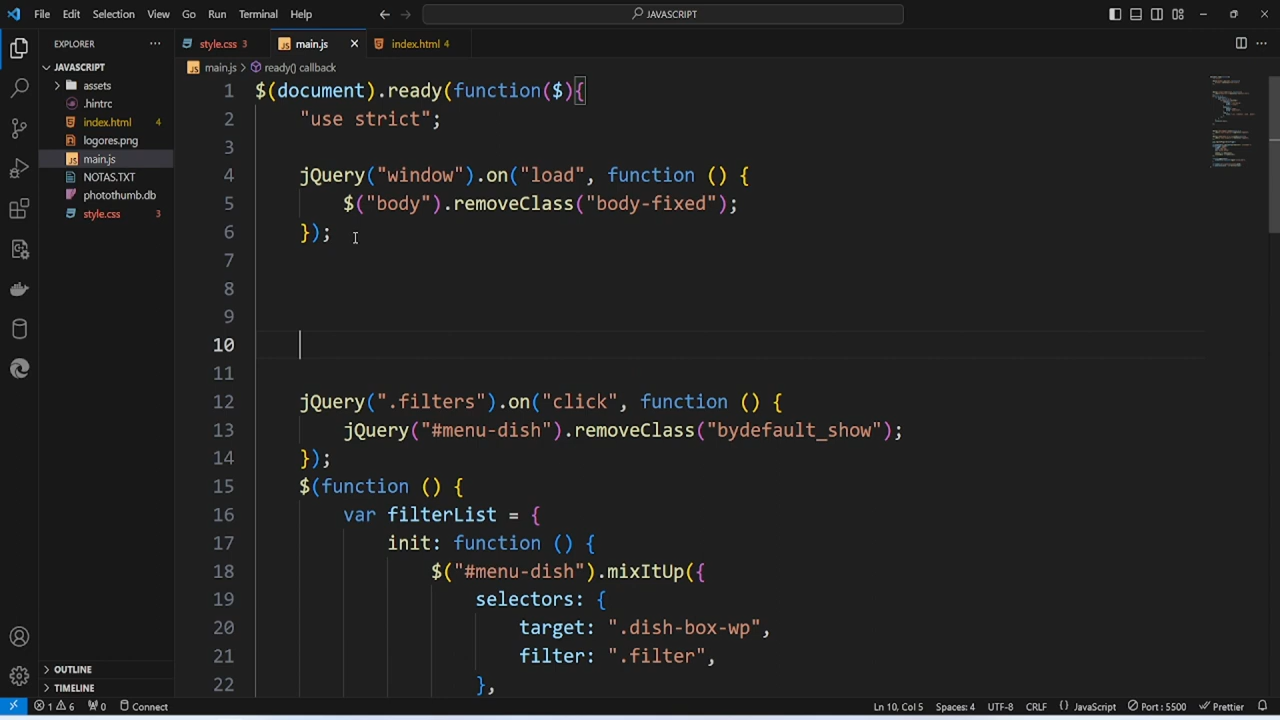 File Edit Selection View Go Run Terminal Help
JAVASCRIPT
EXPLORER
JAVASCRIPT
assets
.hintrc
index.html 4
logores.png
main.js
NOTAS.TXT
photothumb.db
style.css 3
OUTLINE
TIMELINE
style.css 3 main.js index.html 4
main.js > ready() callback
1 $(document).ready(function($){
2 "use strict";
3
4 jQuery("window").on("load", function () {
5 $("body").removeClass("body-fixed");
6 });
7
8
9
10
11
12 jQuery(".filters").on("click", function () {
13 jQuery("#menu-dish").removeClass("bydefault_show");
14 });
15 $(function () {
16 var filterList = {
17 init: function () {
18 $("#menu-dish").mixItUp({
19 selectors: {
20 target: ".dish-box-wp",
21 filter: ".filter",
22 },
1 6 0 Connect Ln 10, Col 5 Spaces: 4 UTF-8 CRLF {} JavaScript Port : 5500 Prettier